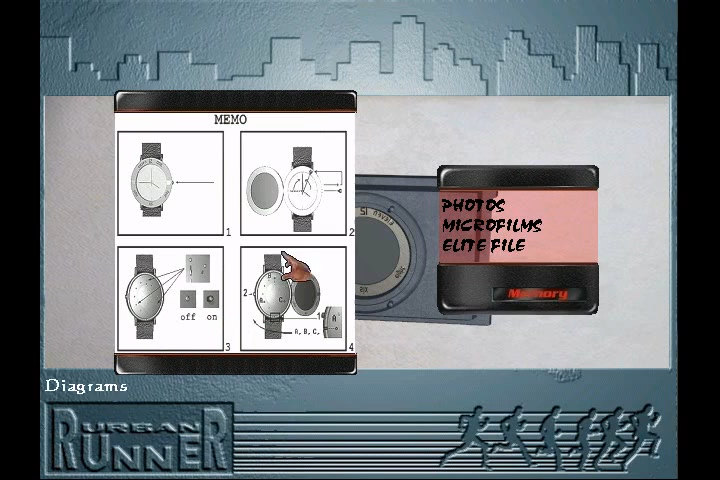 MEMO
1
2
3
off on
2 A B C
1 A
A,B,C,
4
PHOTOS
MICROFILMS
ELITE FILE
Memory
Diagrams
URBAN
RUNNER